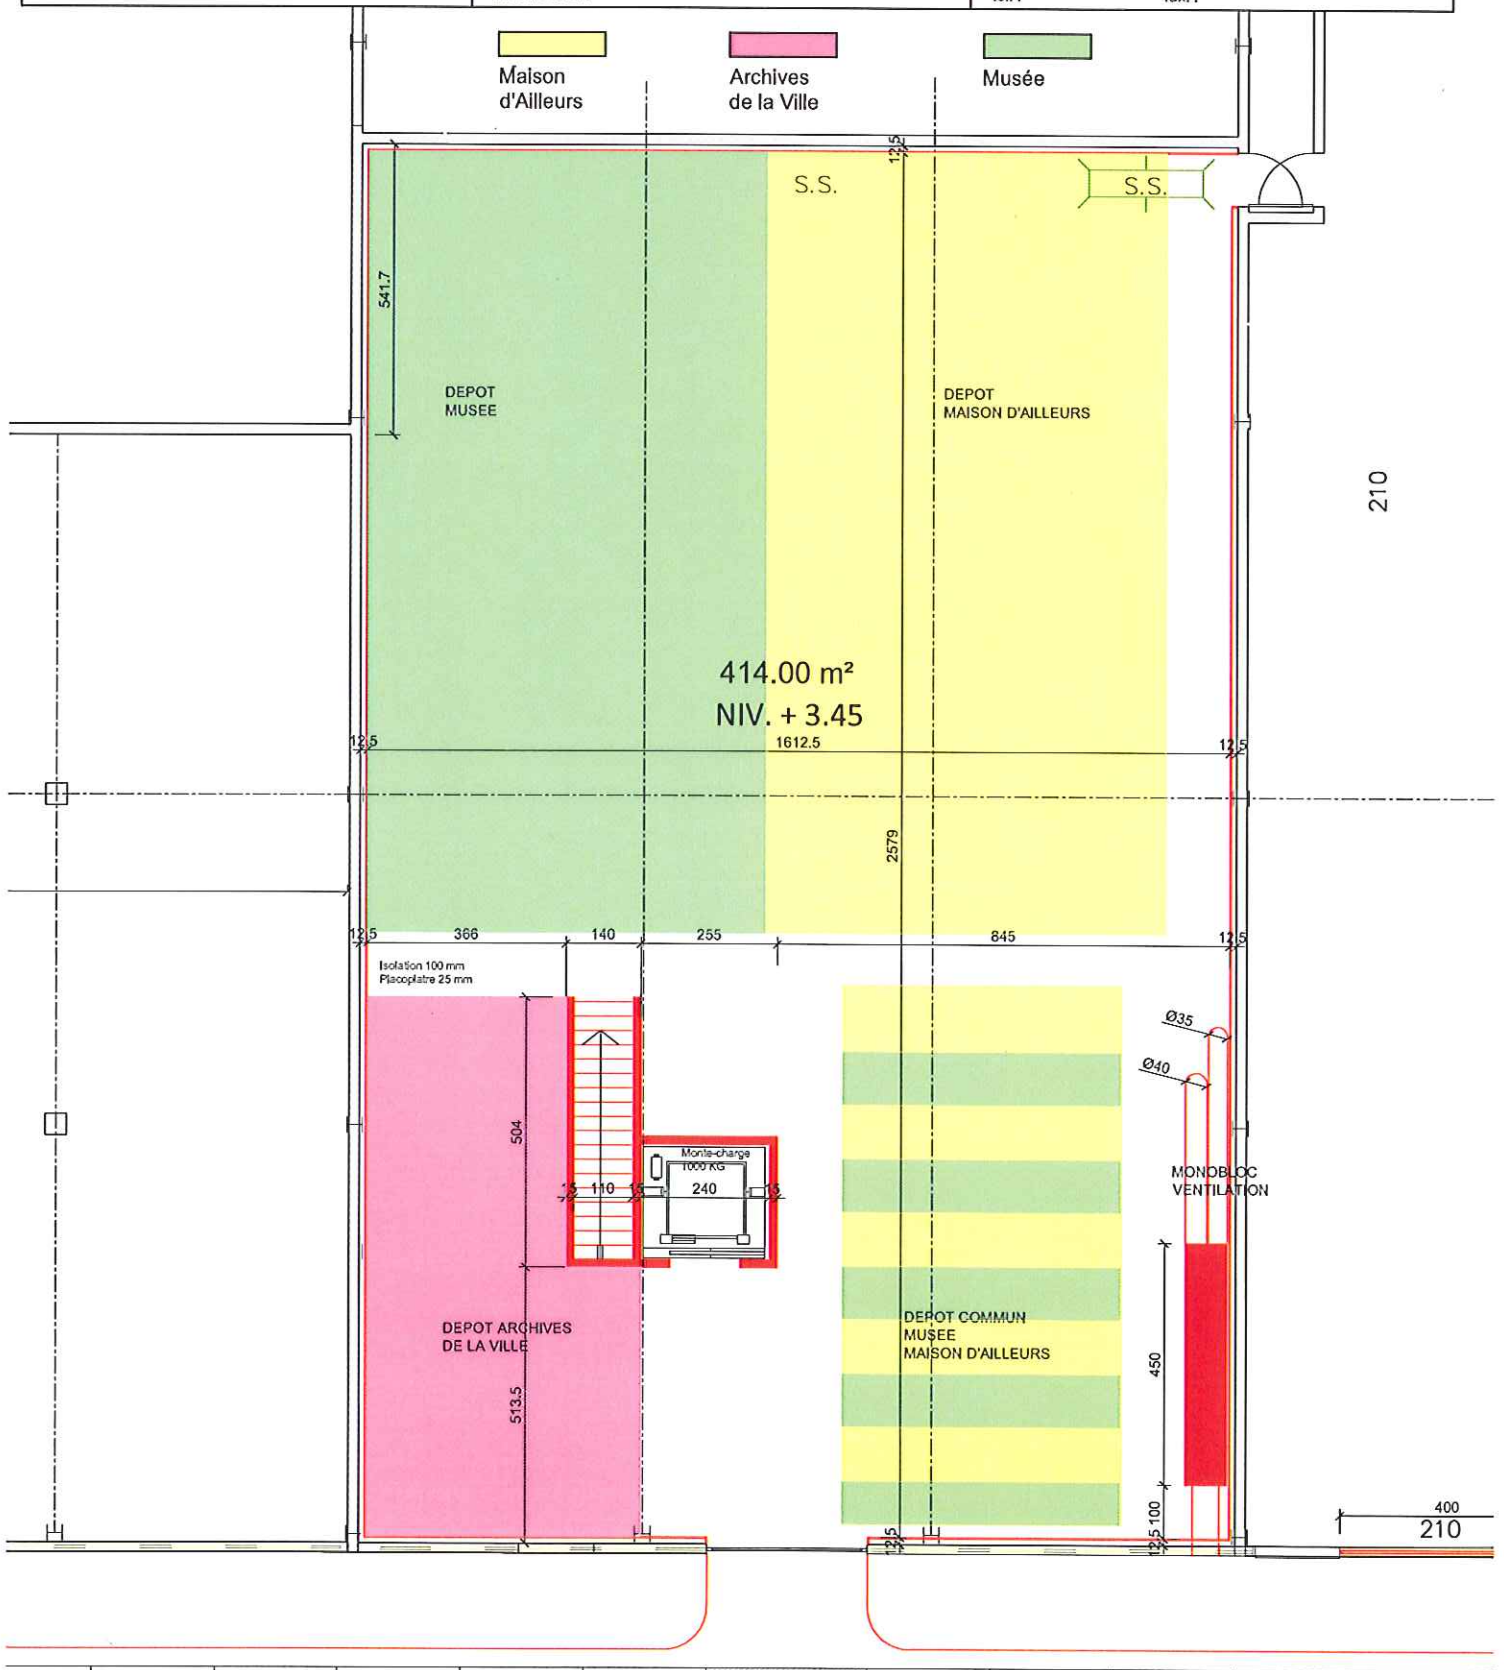 Maison
d'Ailleurs
Archives
de la Ville
Musée
12.5
S.S.
S.S.
541.7
DEPOT
MUSEE
DEPOT
MAISON D'AILLEURS
210
414.00 m²
NIV. + 3.45
12.5
1612.5
12.5
2579
12.5
366
140
255
845
12.5
Isolation 100 mm
Placoplatre 25 mm
Ø35
Ø40
504
Monte-charge
1000 KG
15
110
15
240
15
MONOBLOC
VENTILATION
DEPOT ARCHIVES
DE LA VILLE
DEPOT COMMUN
MUSEE
MAISON D'AILLEURS
450
513.5
100
12.5
12.5
400
210